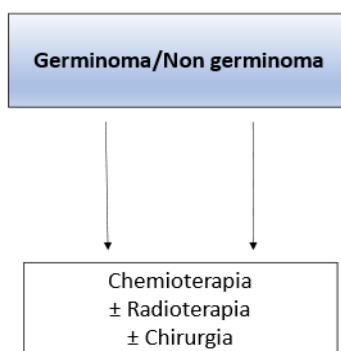 Germinoma/Non germinoma
Chemioterapia
± Radioterapia
± Chirurgia